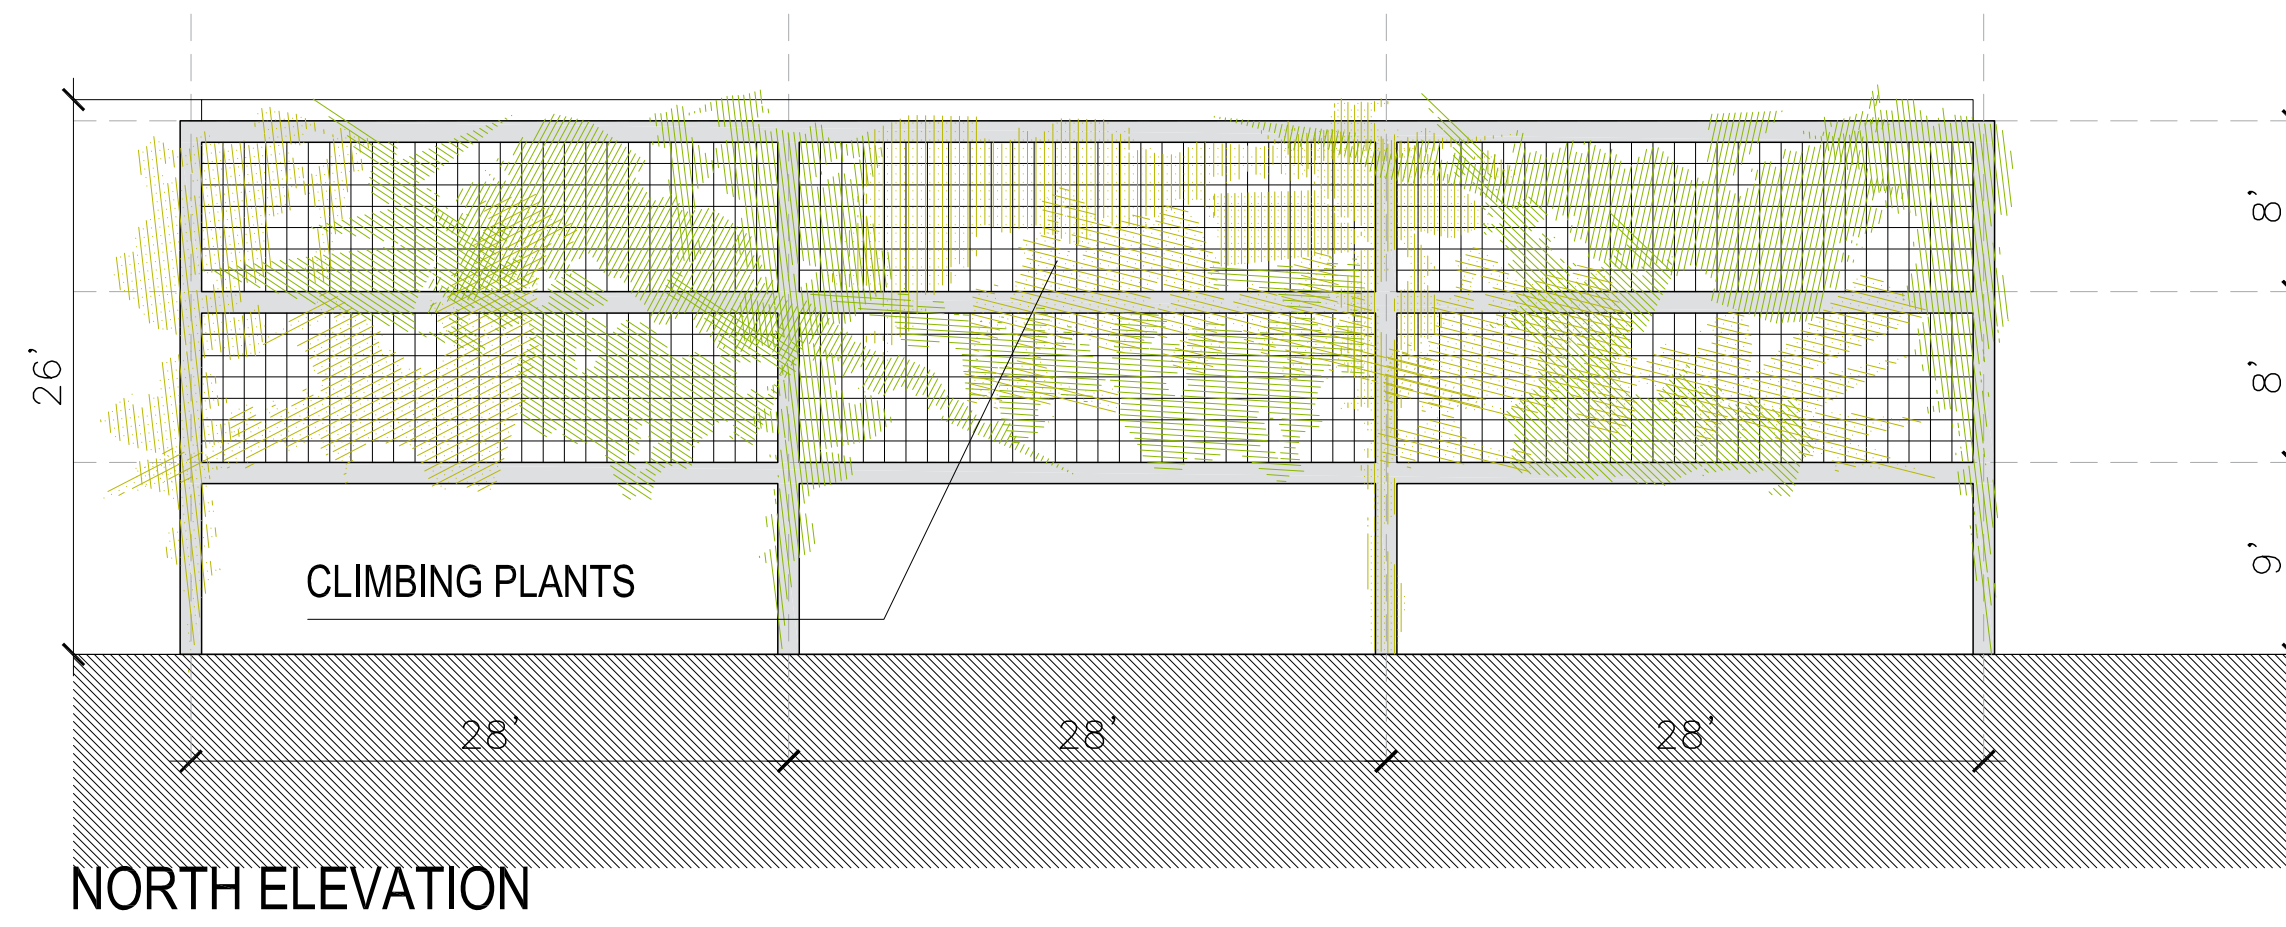 26'
8'
8'
9'
CLIMBING PLANTS
28' 28' 28'
NORTH ELEVATION